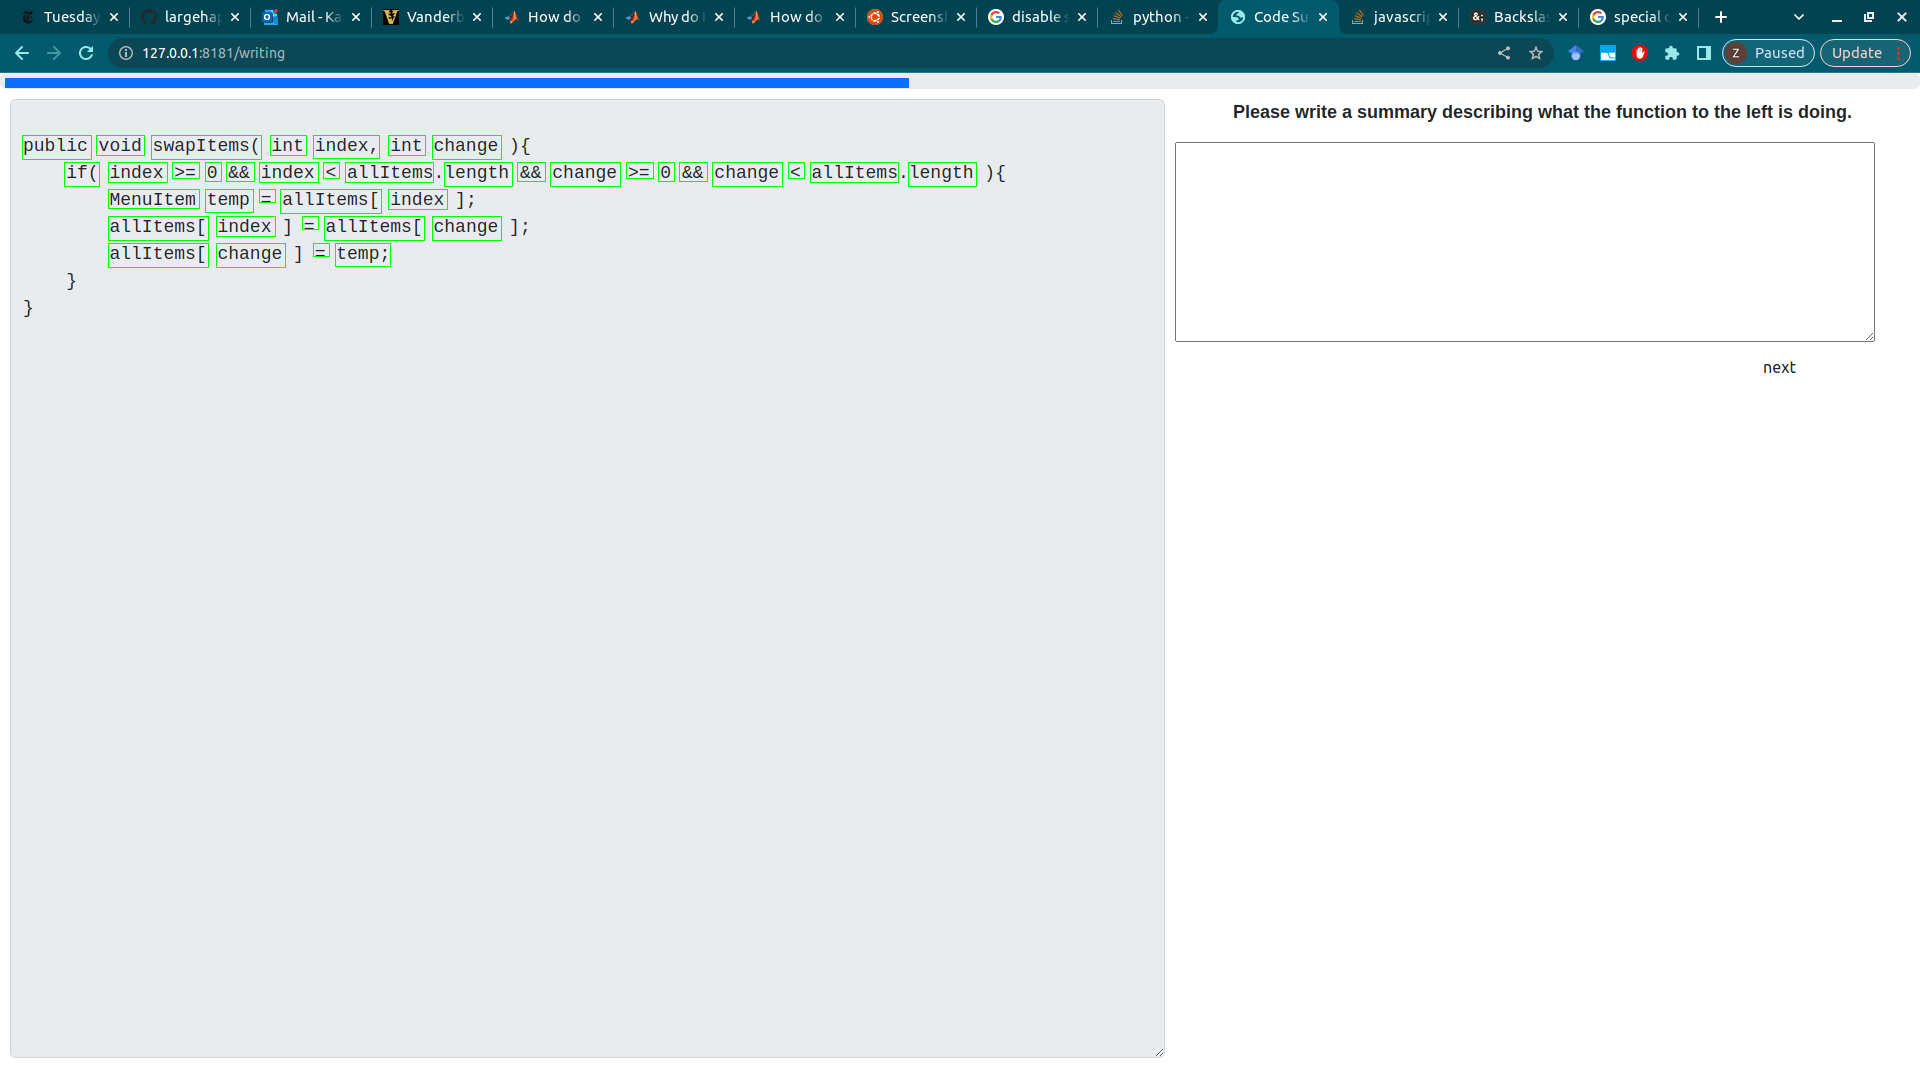 Tuesday
largehap
Mail - Ka
Vanderb
How do
Why do
How do
Screens
disable s
python -
Code Su
javascrip
Backslas
special c
127.0.0.1:8181/writing
Z Paused
Update
Please write a summary describing what the function to the left is doing.
public void swapItems( int index, int change ){
if( index >= 0 && index < allItems.length && change >= 0 && change < allItems.length ){
MenuItem temp = allItems[ index ];
allItems[ index ] = allItems[ change ];
allItems[ change ] = temp;
}
}
next